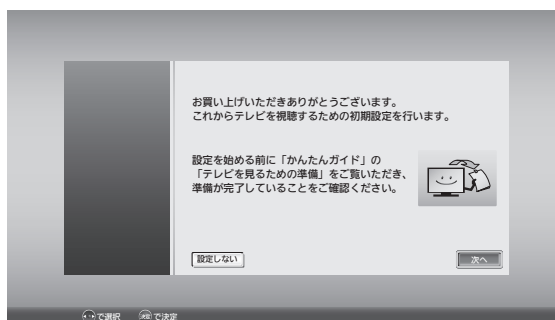 お買い上げいただきありがとうございます。
これからテレビを視聴するための初期設定を行います。
設定を始める前に「かんたんガイド」の
「テレビを見るための準備」をご覧いただき、
準備が完了していることをご確認ください。
設定しない
次へ
で選択 決定で決定